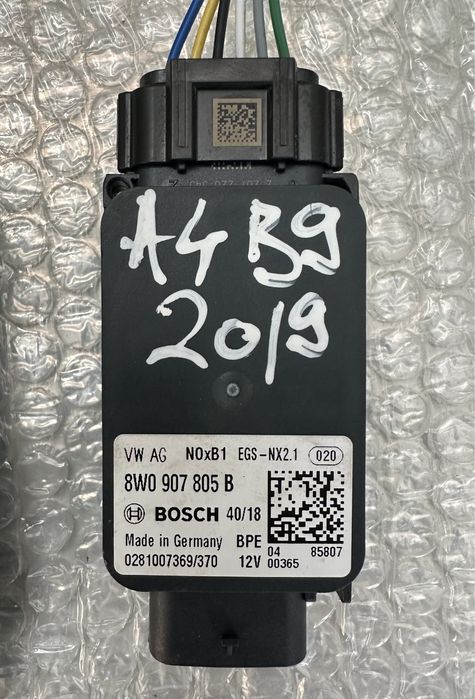 A4 B9
2019
VW AG NOxB1 EGS-NX2.1 020
8W0 907 805 B
BOSCH 40/18
Made in Germany BPE 04 85807
0281007369/370 12V 00365